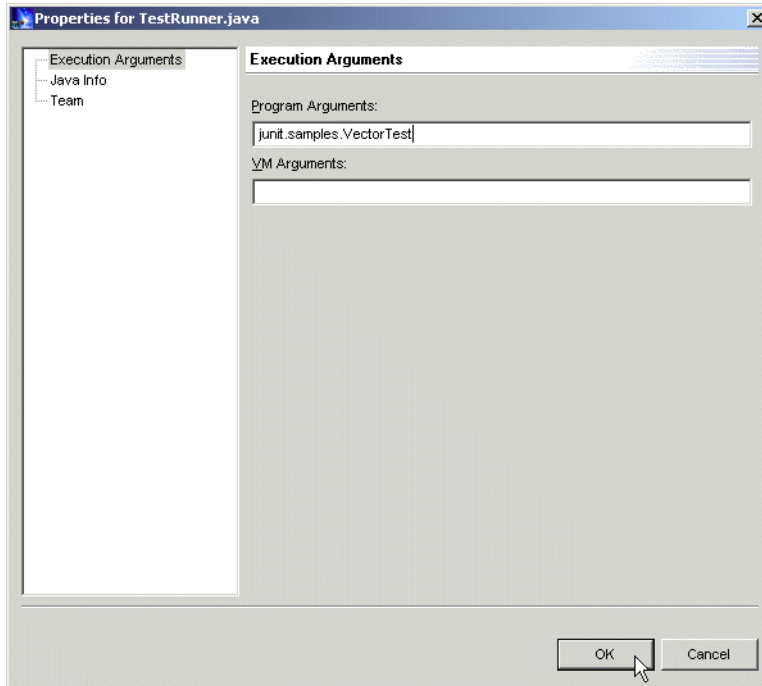 Properties for TestRunner.java
Execution Arguments
Java Info
Team
Execution Arguments
Program Arguments:
junit.samples.VectorTest
VM Arguments:
OK
Cancel